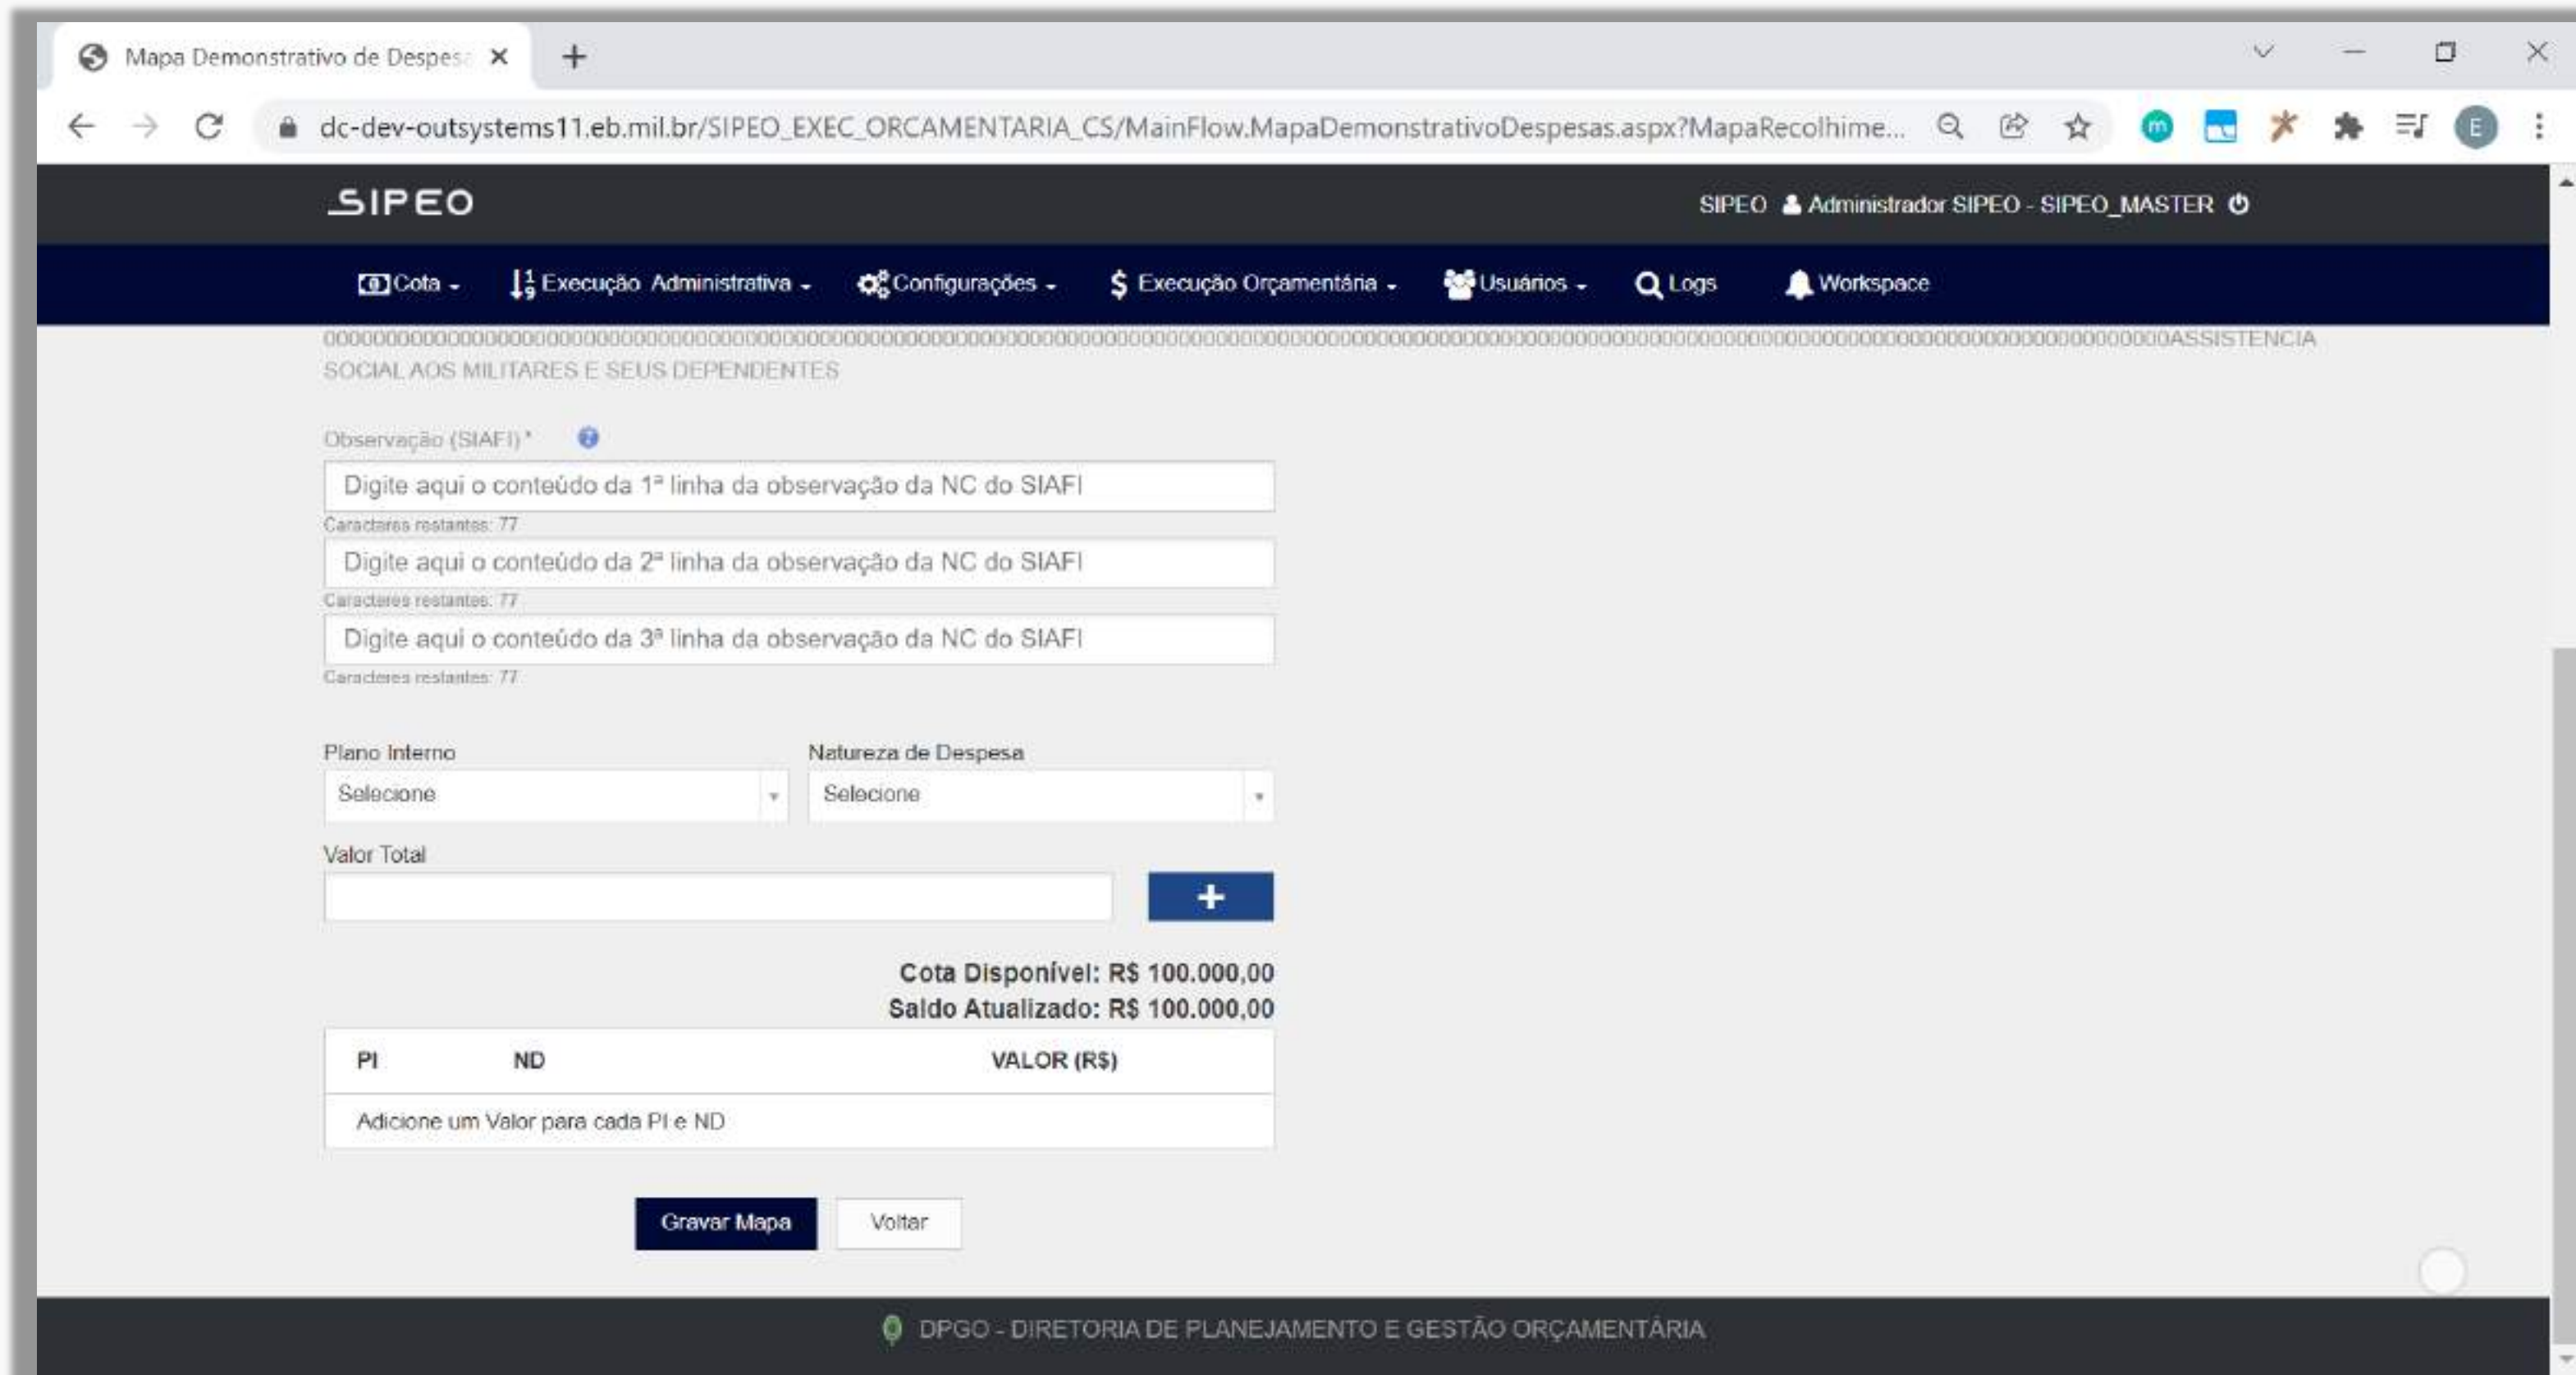 Mapa Demonstrativo de Despesa
dc-dev-outsystems11.eb.mil.br/SIPEO_EXEC_ORCAMENTARIA_CS/MainFlow.MapaDemonstrativoDespesas.aspx?MapaRecolhime...
m
E
SIPEO
SIPEO Administrador SIPEO - SIPEO_MASTER
Cota Execução Administrativa Configurações $ Execução Orçamentária Usuários Logs Workspace
ASSISTENCIA
SOCIAL AOS MILITARES E SEUS DEPENDENTES
Observação (SIAFI) *
Digite aqui o conteúdo da 1ª linha da observação da NC do SIAFI
Caracteres restantes: 77
Digite aqui o conteúdo da 2ª linha da observação da NC do SIAFI
Caracteres restantes: 77
Digite aqui o conteúdo da 3ª linha da observação da NC do SIAFI
Caracteres restantes: 77
Plano Interno Natureza de Despesa
Selecione Selecione
Valor Total
+
Cota Disponível: R$ 100.000,00
Saldo Atualizado: R$ 100.000,00
PI ND VALOR (R$)
Adicione um Valor para cada PI e ND
Gravar Mapa Voltar
DPGO - DIRETORIA DE PLANEJAMENTO E GESTÃO ORÇAMENTÁRIA